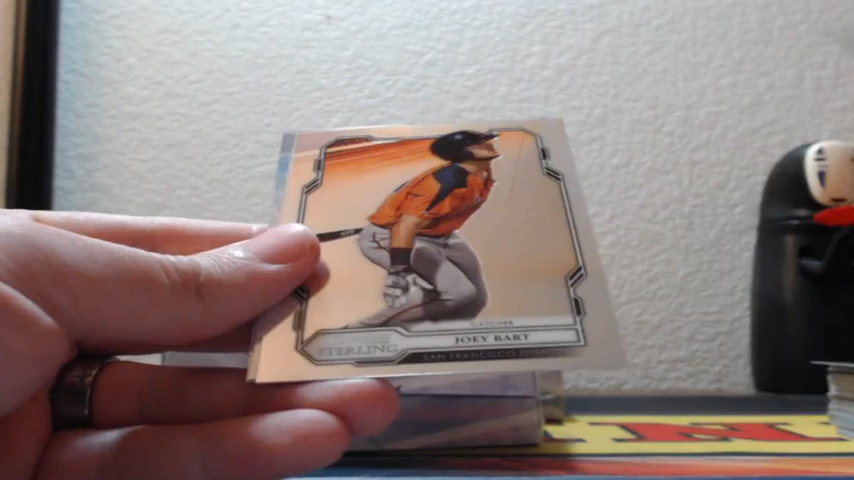 CATCHER
JOEY BART
STERLING
SAN FRANCISCO GIANTS